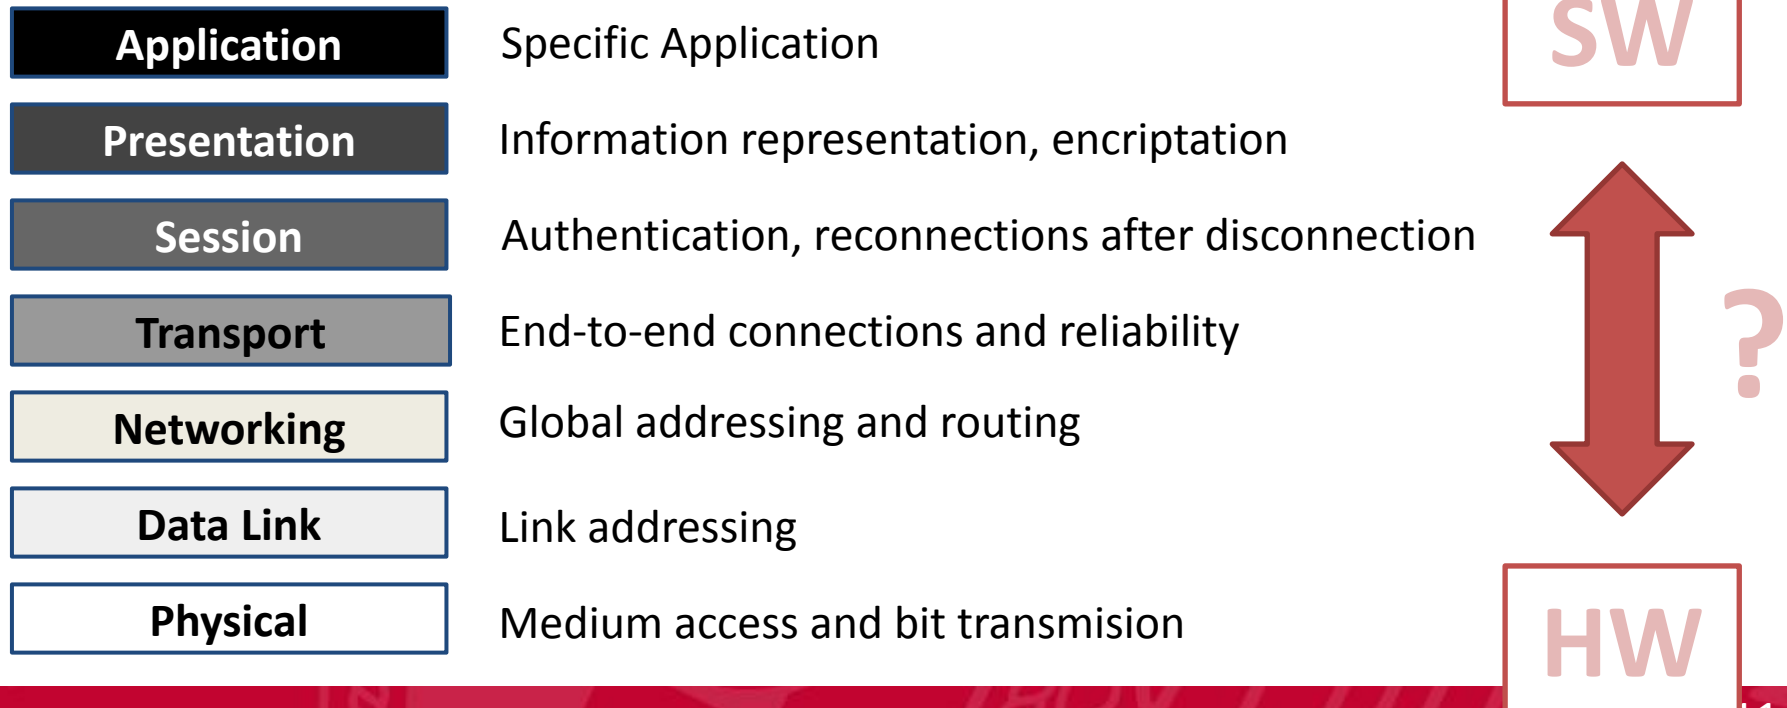 Application
Specific Application
SW
Presentation
Information representation, encriptation
Session
Authentication, reconnections after disconnection
Transport
End-to-end connections and reliability
?
Networking
Global addressing and routing
Data Link
Link addressing
Physical
Medium access and bit transmision
HW